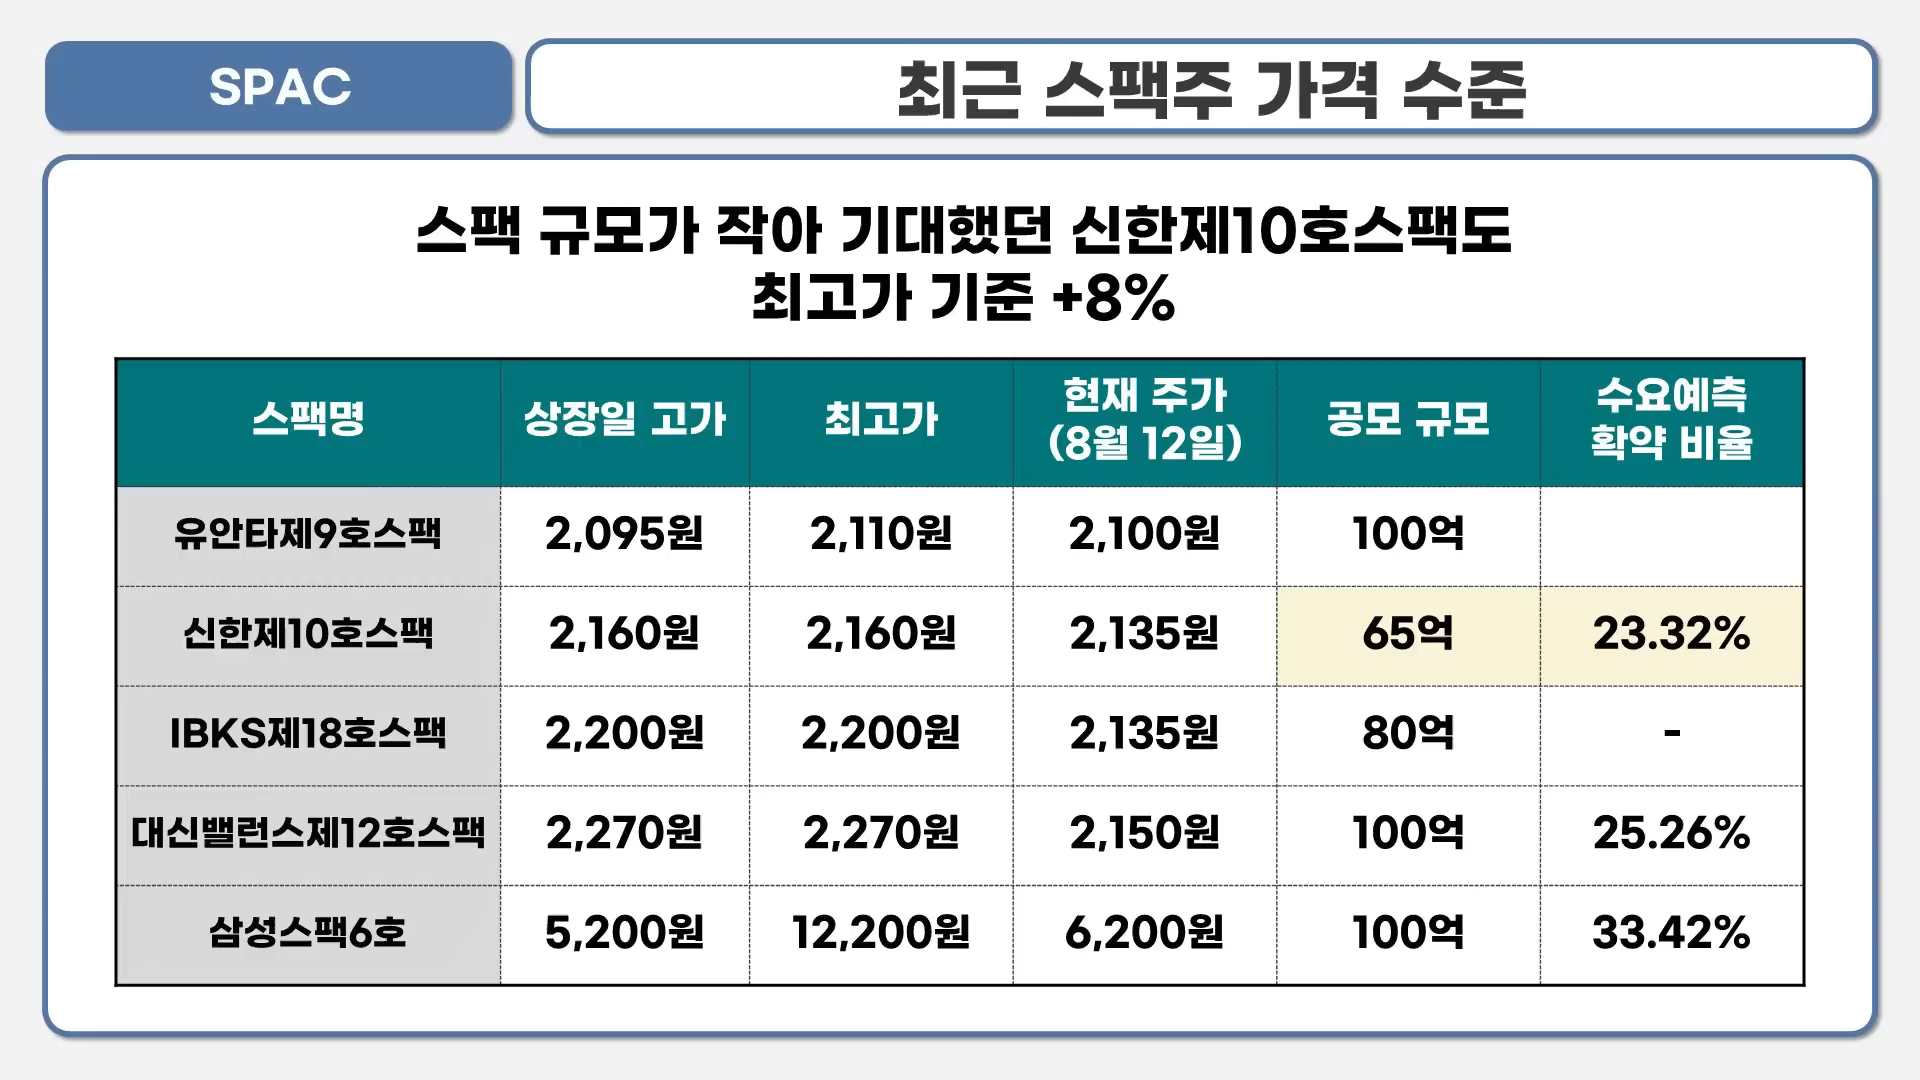 SPAC
최근 스팩주 가격 수준
스팩 규모가 작아 기대했던 신한제10호스팩도
최고가 기준 +8%
스팩명 상장일 고가 최고가 현재 주가 (8월 12일) 공모 규모 수요예측 확약 비율
유안타제9호스팩 2,095원 2,110원 2,100원 100억
신한제10호스팩 2,160원 2,160원 2,135원 65억 23.32%
IBKS제18호스팩 2,200원 2,200원 2,135원 80억 -
대신밸런스제12호스팩 2,270원 2,270원 2,150원 100억 25.26%
삼성스팩6호 5,200원 12,200원 6,200원 100억 33.42%